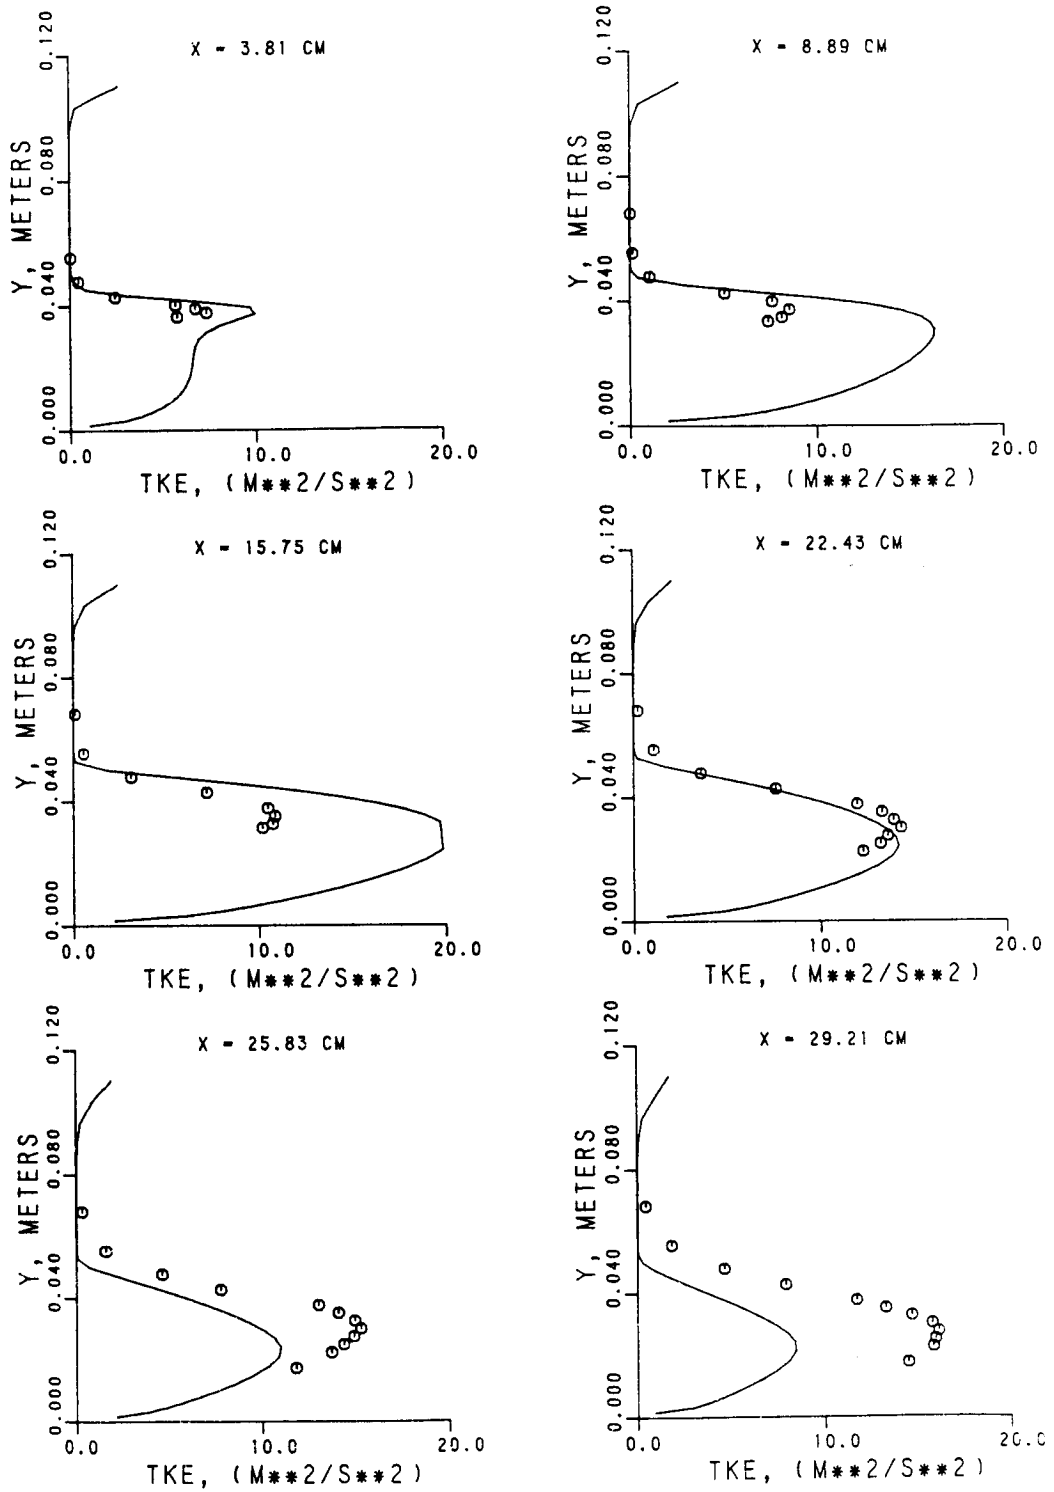 X = 3.81 CM
0.120
0.080
0.040
0.000
Y, METERS
0.0 10.0 20.0
TKE, (M**2/S**2)
X = 8.89 CM
0.120
0.080
0.040
0.000
Y, METERS
0.0 10.0 20.0
TKE, (M**2/S**2)
X = 15.75 CM
0.120
0.080
0.040
0.000
Y, METERS
0.0 10.0 20.0
TKE, (M**2/S**2)
X = 22.43 CM
0.120
0.080
0.040
0.000
Y, METERS
0.0 10.0 20.0
TKE, (M**2/S**2)
X = 25.83 CM
0.120
0.080
0.040
0.000
Y, METERS
0.0 10.0 20.0
TKE, (M**2/S**2)
X = 29.21 CM
0.120
0.080
0.040
0.000
Y, METERS
0.0 10.0 20.0
TKE, (M**2/S**2)